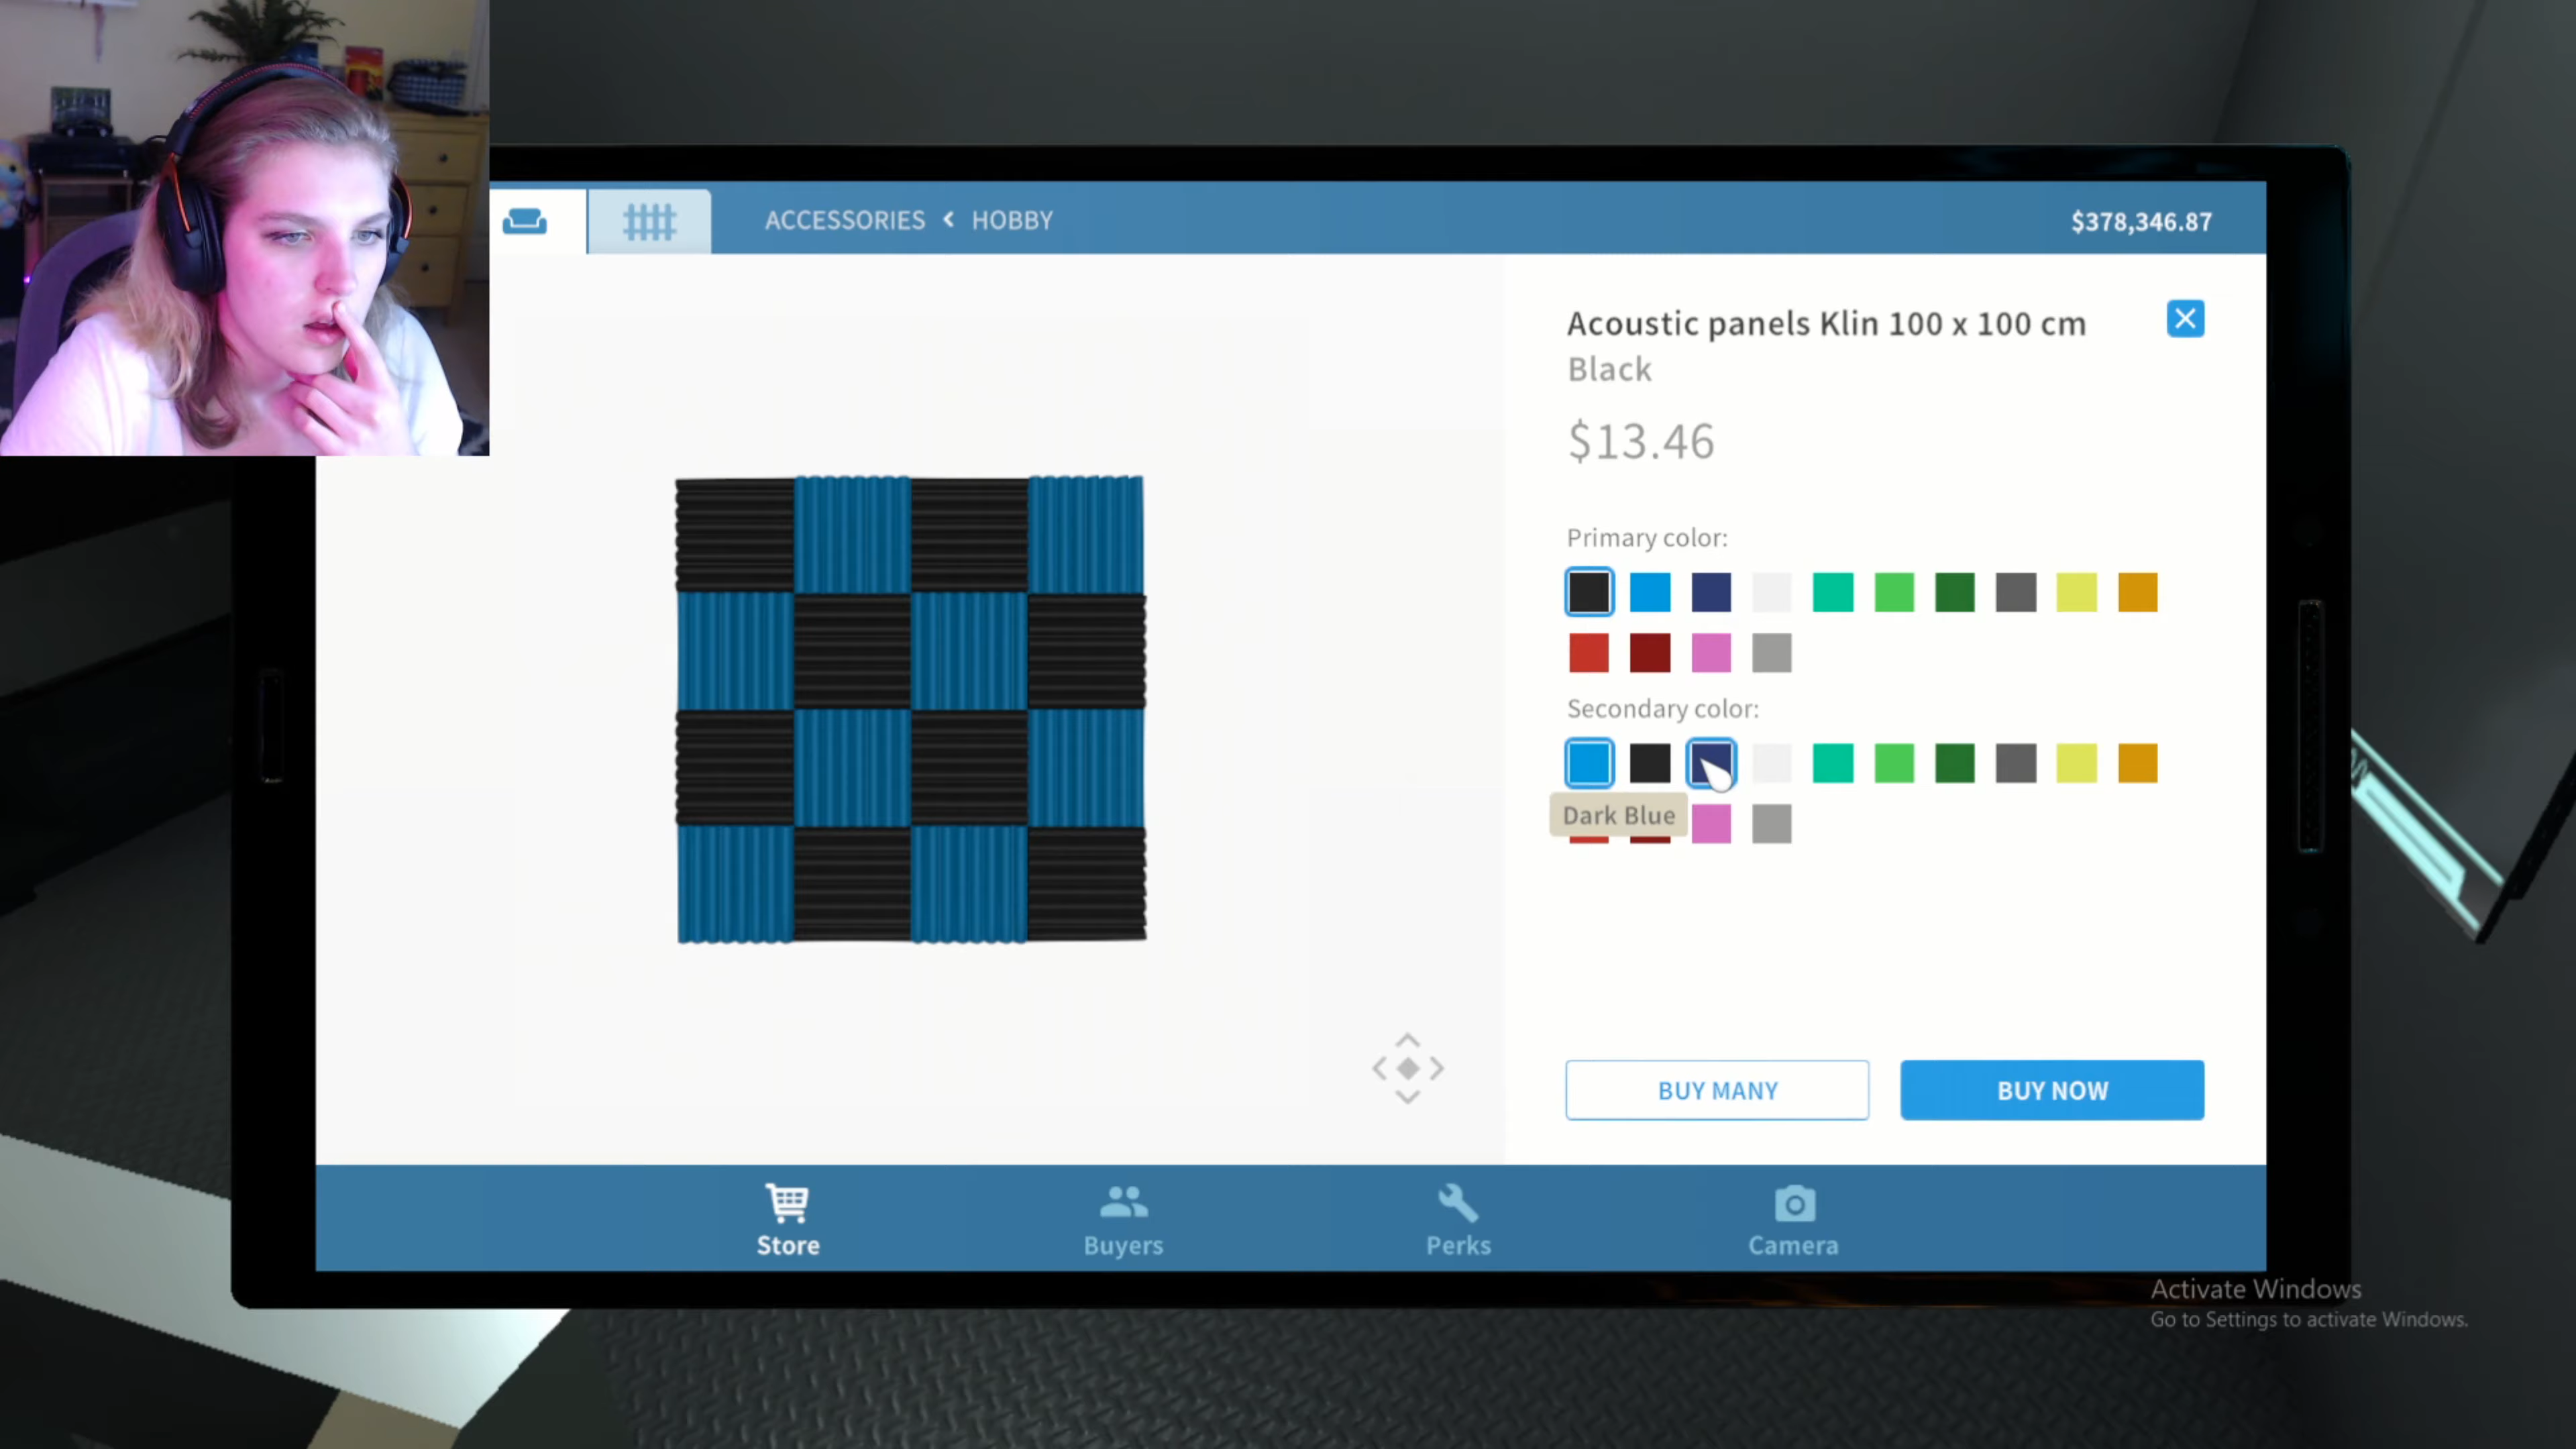 ACCESSORIES < HOBBY
$378,346.87
Acoustic panels Klin 100 x 100 cm
Black
$13.46
Primary color:
Secondary color:
Dark Blue
BUY MANY
BUY NOW
Store
Buyers
Perks
Camera
Activate Windows
Go to Settings to activate Windows.